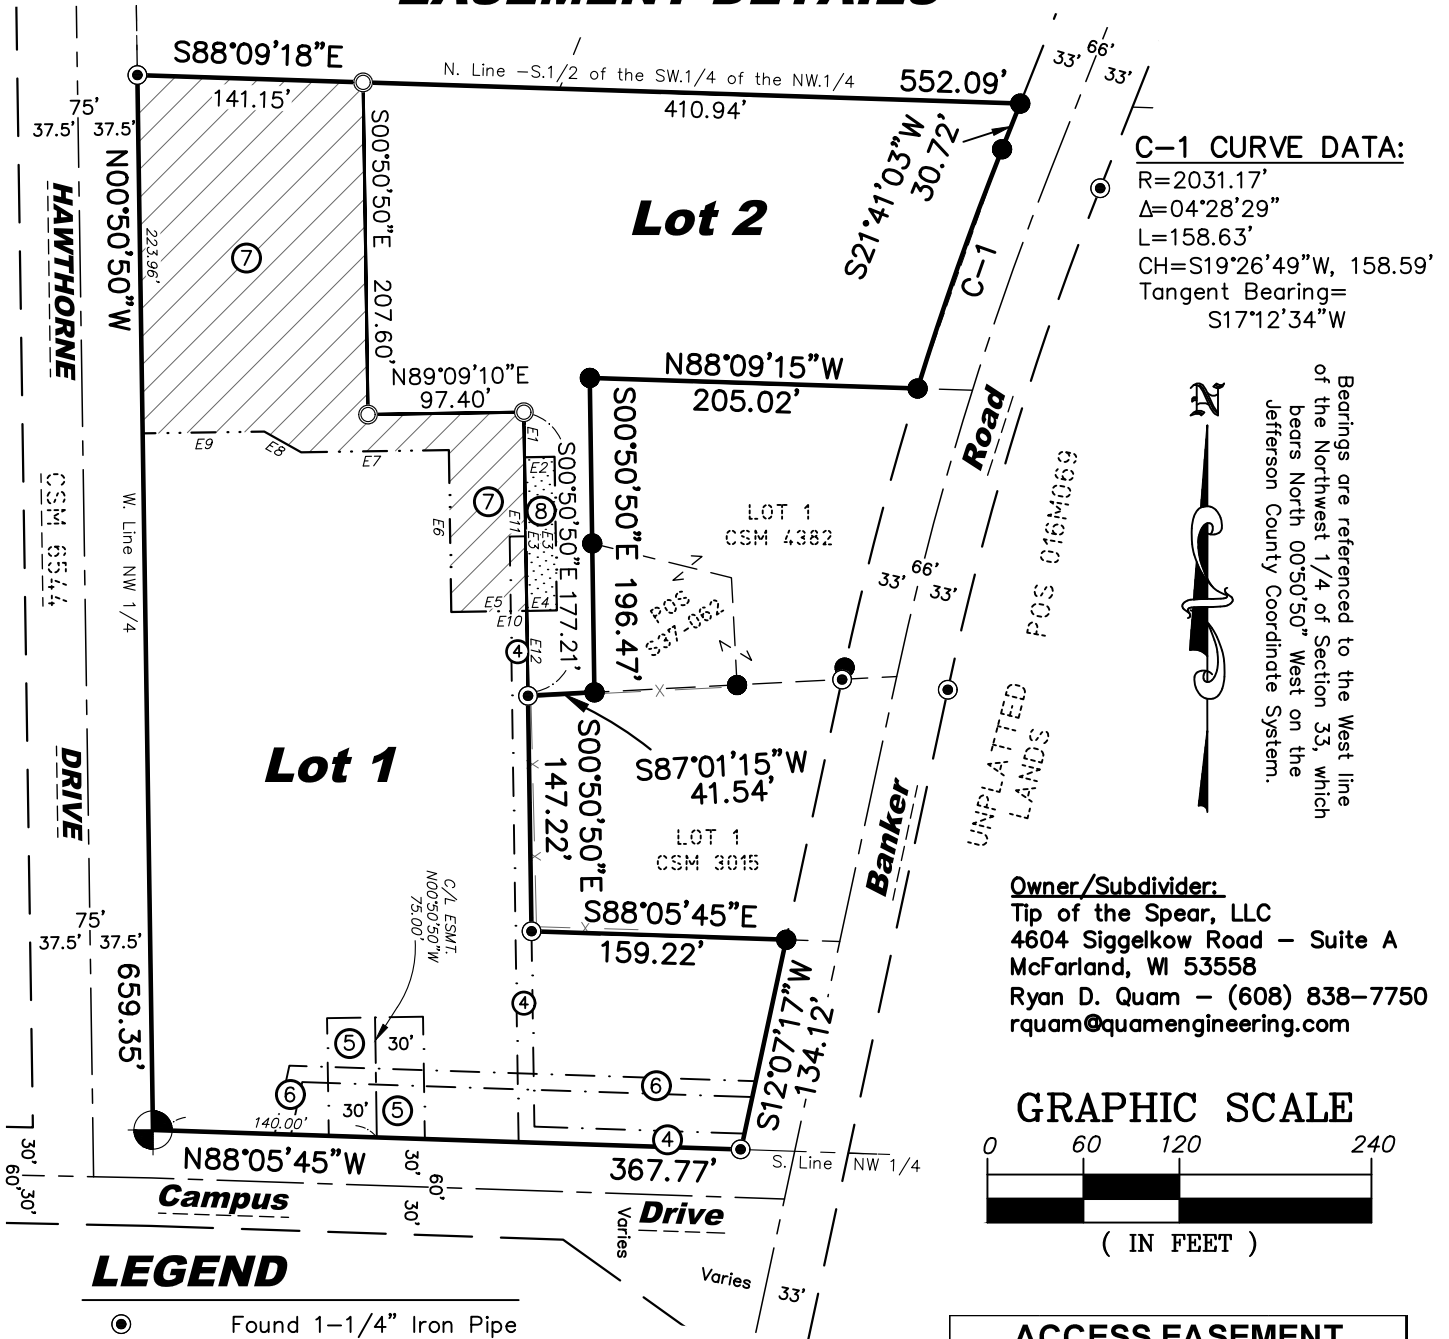 EASEMENT DETAILS
S88°09'18"E
141.15'
N. Line -S.1/2 of the SW.1/4 of the NW.1/4
410.94'
552.09'
66'
33'
33'
75'
37.5'
37.5'
N00°50'50"W
223.96'
S00°50'50"E 207.60'
7
Lot 2
S21°41'03"W
30.72'
C-1
C-1 CURVE DATA:
R=2031.17'
Δ=04°28'29"
L=158.63'
CH=S19°26'49"W, 158.59'
Tangent Bearing=
S17°12'34"W
HAWTHORNE
DRIVE
N89°09'10"E
97.40'
N88°09'15"W
205.02'
Bearings are referenced to the West line
of the Northwest 1/4 of Section 33, which
bears North 00°50'50" West on the
Jefferson County Coordinate System.
N
E9
E8
E7
E6
E5
E1
E2
E11
E3
E3
E4
E10
E12
7
8
4
S00°50'50"E 177.21'
S00°50'50"E 196.47'
LOT 1
CSM 4382
POS
S37-062
CSM 6544
W. Line NW 1/4
Banker
Road
66'
33'
33'
POS 016M069
UNPLATTED
LANDS
Lot 1
S87°01'15"W
41.54'
S00°50'50"E
147.22'
LOT 1
CSM 3015
S88°05'45"E
159.22'
C/L ESMT.
N00°50'50"W
75.00'
75'
37.5'
37.5'
659.35'
4
5
30'
6
6
30'
5
140.00'
4
S12°07'17"W
134.12'
N88°05'45"W
367.77'
S. Line NW 1/4
30'
60'
30'
30'
60'
30'
Campus
Drive
Varies
Varies
33'
Owner/Subdivider:
Tip of the Spear, LLC
4604 Siggelkow Road - Suite A
McFarland, WI 53558
Ryan D. Quam - (608) 838-7750
rquam@quamengineering.com
GRAPHIC SCALE
0 60 120 240
( IN FEET )
LEGEND
Found 1-1/4" Iron Pipe
ACCESS EASEMENT